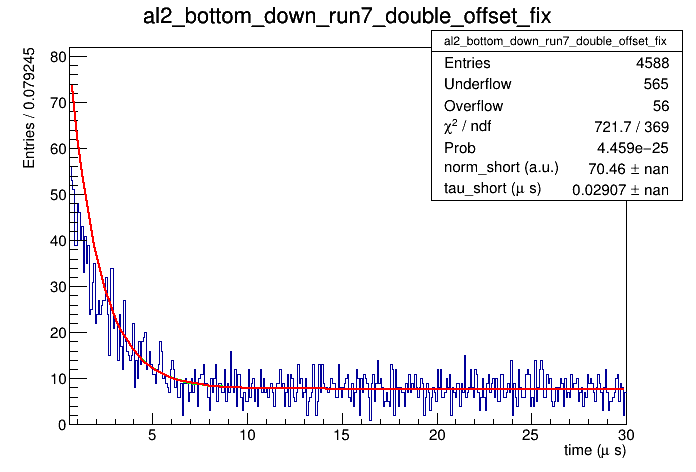 al2_bottom_down_run7_double_offset_fix
al2_bottom_down_run7_double_offset_fix
Entries 4588
Underflow 565
Overflow 56
χ² / ndf 721.7 / 369
Prob 4.459e−25
norm_short (a.u.) 70.46 ± nan
tau_short (μ s) 0.02907 ± nan
Entries / 0.079245
80
70
60
50
40
30
20
10
0
5 10 15 20 25 30
time (μ s)